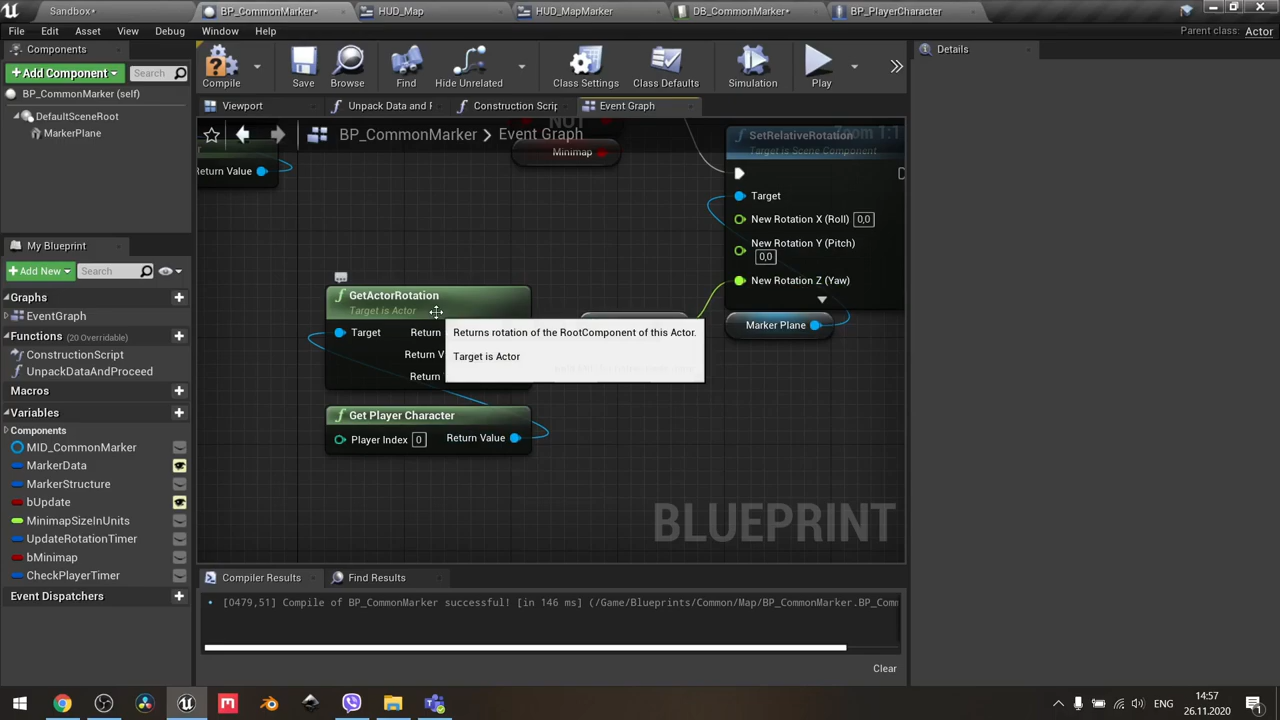 Sandbox•
BP_CommonMarker•
HUD_Map
HUD_MapMarker
DB_CommonMarker•
BP_PlayerCharacter
File
Edit
Asset
View
Debug
Window
Help
Parent class: Actor
Components
Add Component
Search
BP_CommonMarker (self)
DefaultSceneRoot
MarkerPlane
Compile
Save
Browse
Find
Hide Unrelated
Class Settings
Class Defaults
Simulation
Play
Details
Viewport
Unpack Data and F
Construction Scrip
Event Graph
BP_CommonMarker
Event Graph
Zoom 1:1
NOT
Minimap
Return Value
SetRelativeRotation
Target is Scene Component
Target
New Rotation X (Roll) 0,0
New Rotation Y (Pitch)
0,0
New Rotation Z (Yaw)
Marker Plane
GetActorRotation
Target is Actor
Target
Return
Return V
Return
Returns rotation of the RootComponent of this Actor.
Target is Actor
Get Player Character
Player Index 0
Return Value
BLUEPRINT
My Blueprint
Add New
Search
Graphs
EventGraph
Functions (20 Overridable)
ConstructionScript
UnpackDataAndProceed
Macros
Variables
Components
MID_CommonMarker
MarkerData
MarkerStructure
bUpdate
MinimapSizeInUnits
UpdateRotationTimer
bMinimap
CheckPlayerTimer
Event Dispatchers
Compiler Results
Find Results
[0479,51] Compile of BP_CommonMarker successful! [in 146 ms] (/Game/Blueprints/Common/Map/BP_CommonMarker.BP_Comm
Clear
ENG
14:57
26.11.2020